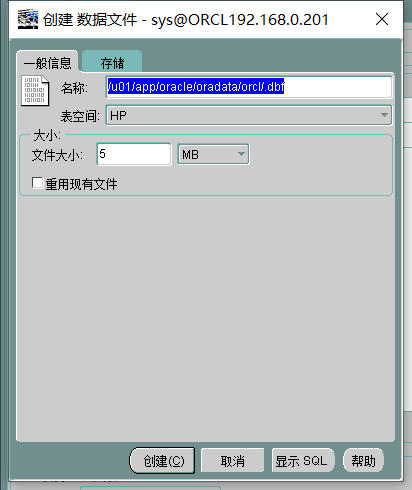 创建 数据文件 - sys@ORCL192.168.0.201
一般信息 存储
名称: /u01/app/oracle/oradata/orcl/.dbf
表空间: HP
大小:
文件大小: 5 MB
重用现有文件
创建(C) 取消 显示 SQL 帮助